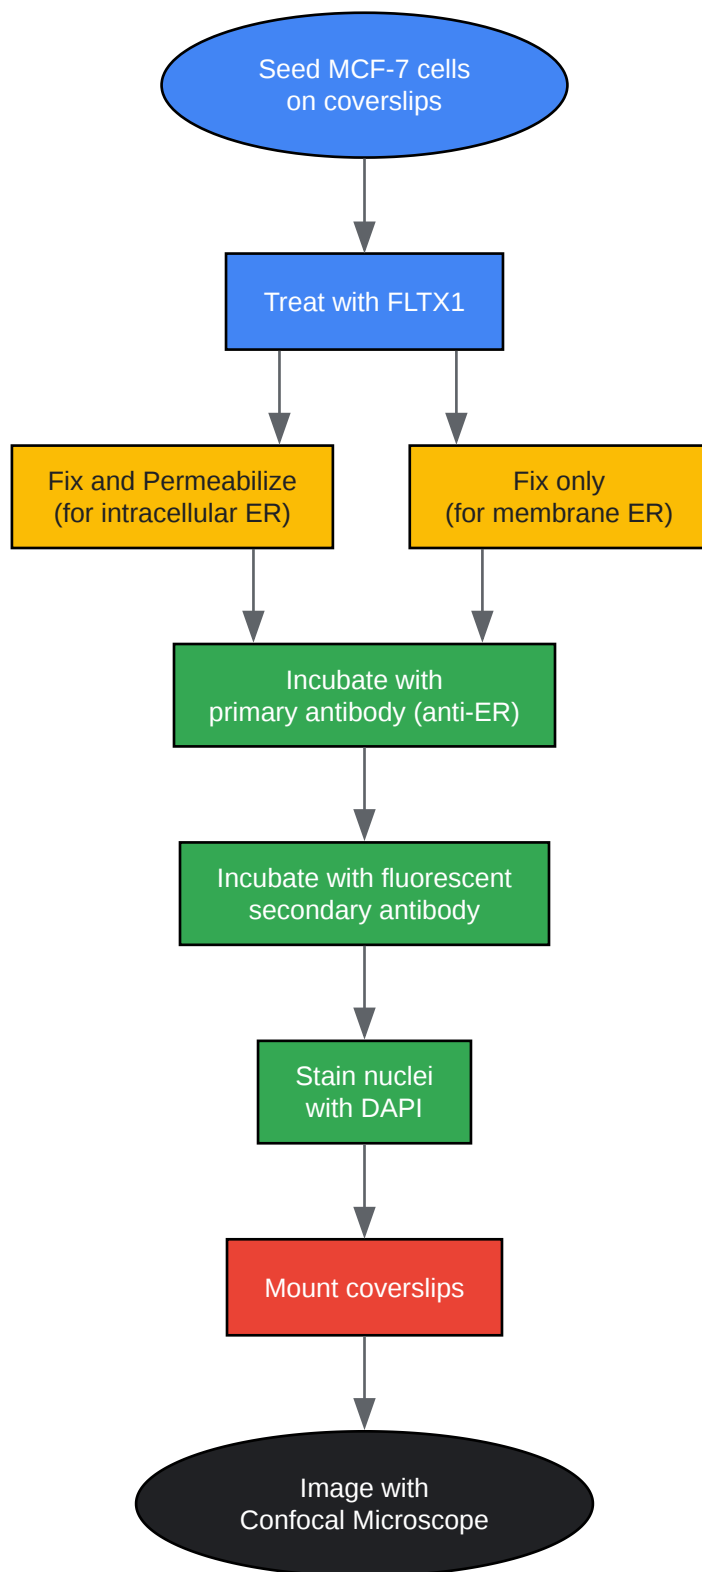 Seed MCF-7 cells
on coverslips
Treat with FLTX1
Fix and Permeabilize
(for intracellular ER)
Fix only
(for membrane ER)
Incubate with
primary antibody (anti-ER)
Incubate with fluorescent
secondary antibody
Stain nuclei
with DAPI
Mount coverslips
Image with
Confocal Microscope